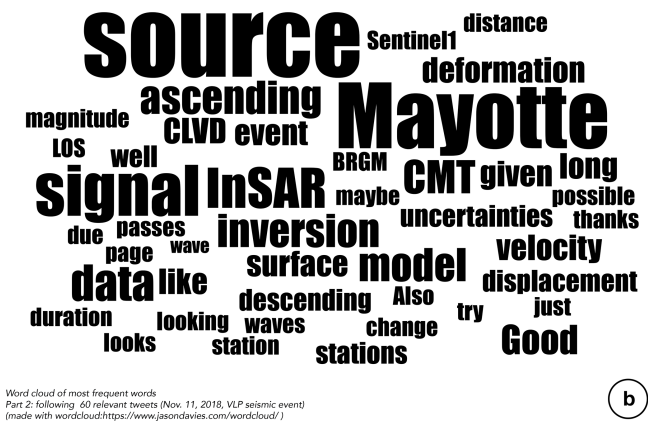 source
distance
Sentinel1
deformation
ascending
Mayotte
magnitude
CLVD event
LOS well
BRGM
CMT given long
signal InSAR maybe
possible
uncertainties thanks
due passes
page wave
inversion
velocity
surface model
data like
displacement
descending Also
just
duration looking waves
change try
looks station
Good
stations
Word cloud of most frequent words
Part 2: following 60 relevant tweets (Nov. 11, 2018, VLP seismic event)
(made with wordcloud:https://www.jasondavies.com/wordcloud/ )
b